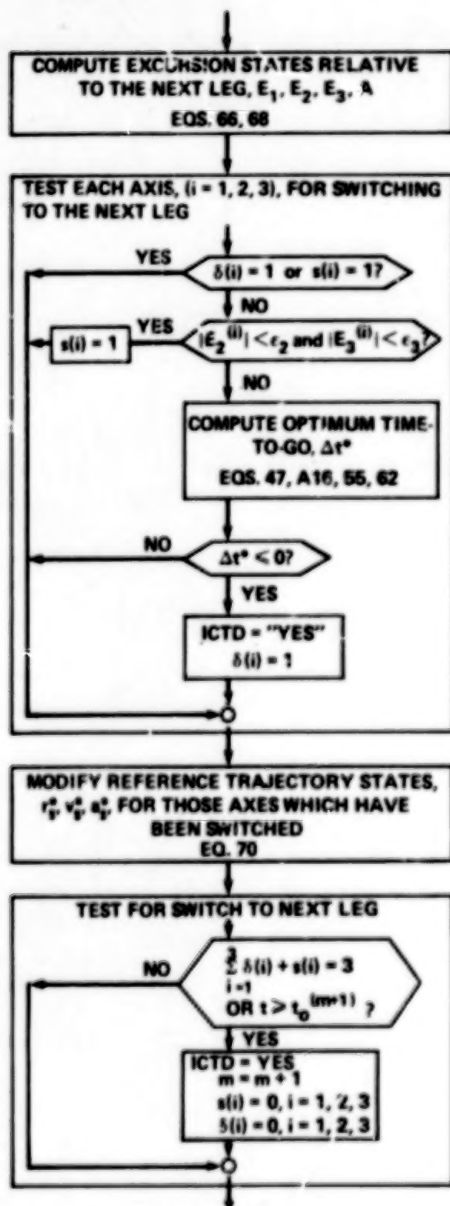 COMPUTE EXCURSION STATES RELATIVE
TO THE NEXT LEG, E₁, E₂, E₃, A
EQS. 66, 68
TEST EACH AXIS, (i = 1, 2, 3), FOR SWITCHING
TO THE NEXT LEG
YES
δ(i) = 1 or s(i) = 1?
NO
YES
s(i) = 1
|E₂⁽ⁱ⁾| < ε₂ and |E₃⁽ⁱ⁾| < ε₃?
NO
COMPUTE OPTIMUM TIME-
TO-GO, Δt*
EQS. 47, A16, 55, 62
NO
Δt* ≤ 0?
YES
ICTD = "YES"
δ(i) = 1
MODIFY REFERENCE TRAJECTORY STATES,
r*ₛ, v*ₛ, a*ₛ, FOR THOSE AXES WHICH HAVE
BEEN SWITCHED
EQ. 70
TEST FOR SWITCH TO NEXT LEG
NO
3
Σ δ(i) + s(i) = 3
i=1
OR t ≥ t₀⁽ᵐ⁺¹⁾ ?
YES
ICTD = YES
m = m + 1
s(i) = 0, i = 1, 2, 3
δ(i) = 0, i = 1, 2, 3